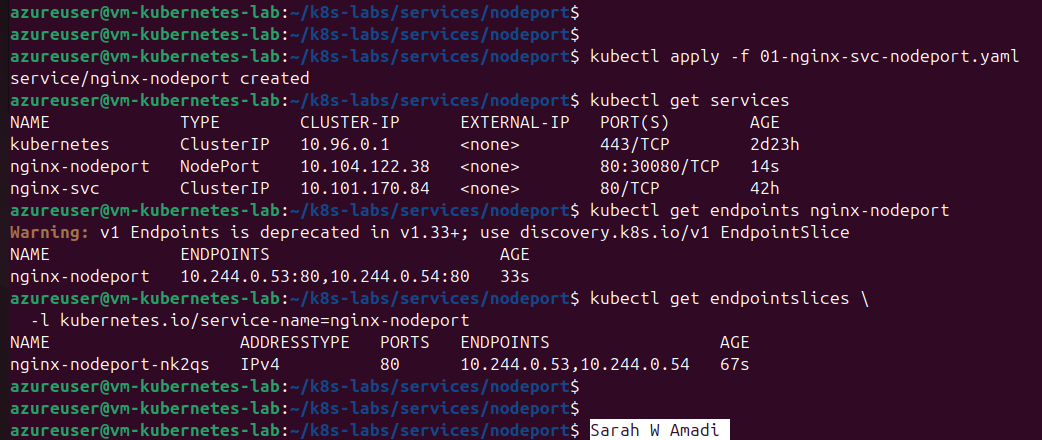 azureuser@vm-kubernetes-lab:~/k8s-labs/services/nodeport$
azureuser@vm-kubernetes-lab:~/k8s-labs/services/nodeport$
azureuser@vm-kubernetes-lab:~/k8s-labs/services/nodeport$ kubectl apply -f 01-nginx-svc-nodeport.yaml
service/nginx-nodeport created
azureuser@vm-kubernetes-lab:~/k8s-labs/services/nodeport$ kubectl get services
NAME             TYPE        CLUSTER-IP      EXTERNAL-IP   PORT(S)        AGE
kubernetes       ClusterIP   10.96.0.1       <none>        443/TCP        2d23h
nginx-nodeport   NodePort    10.104.122.38   <none>        80:30080/TCP   14s
nginx-svc        ClusterIP   10.101.170.84   <none>        80/TCP         42h
azureuser@vm-kubernetes-lab:~/k8s-labs/services/nodeport$ kubectl get endpoints nginx-nodeport
Warning: v1 Endpoints is deprecated in v1.33+; use discovery.k8s.io/v1 EndpointSlice
NAME             ENDPOINTS                       AGE
nginx-nodeport   10.244.0.53:80,10.244.0.54:80   33s
azureuser@vm-kubernetes-lab:~/k8s-labs/services/nodeport$ kubectl get endpointslices \
  -l kubernetes.io/service-name=nginx-nodeport
NAME                   ADDRESSTYPE   PORTS   ENDPOINTS                 AGE
nginx-nodeport-nk2qs   IPv4          80      10.244.0.53,10.244.0.54   67s
azureuser@vm-kubernetes-lab:~/k8s-labs/services/nodeport$
azureuser@vm-kubernetes-lab:~/k8s-labs/services/nodeport$
azureuser@vm-kubernetes-lab:~/k8s-labs/services/nodeport$ Sarah W Amadi